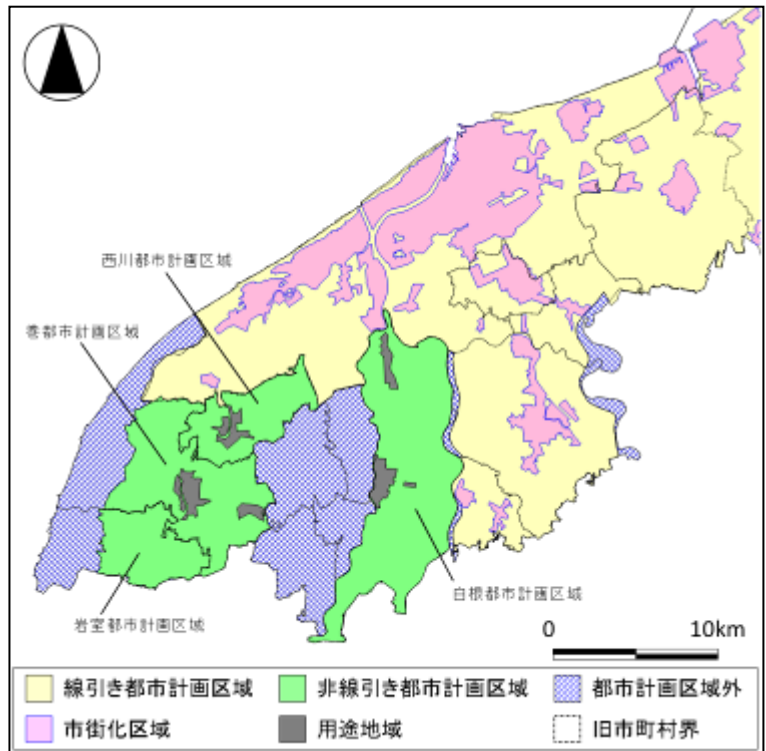 西川都市計画区域
巻都市計画区域
岩室都市計画区域
白根都市計画区域
0 10km
線引き都市計画区域 非線引き都市計画区域 都市計画区域外
市街化区域 用途地域 旧市町村界